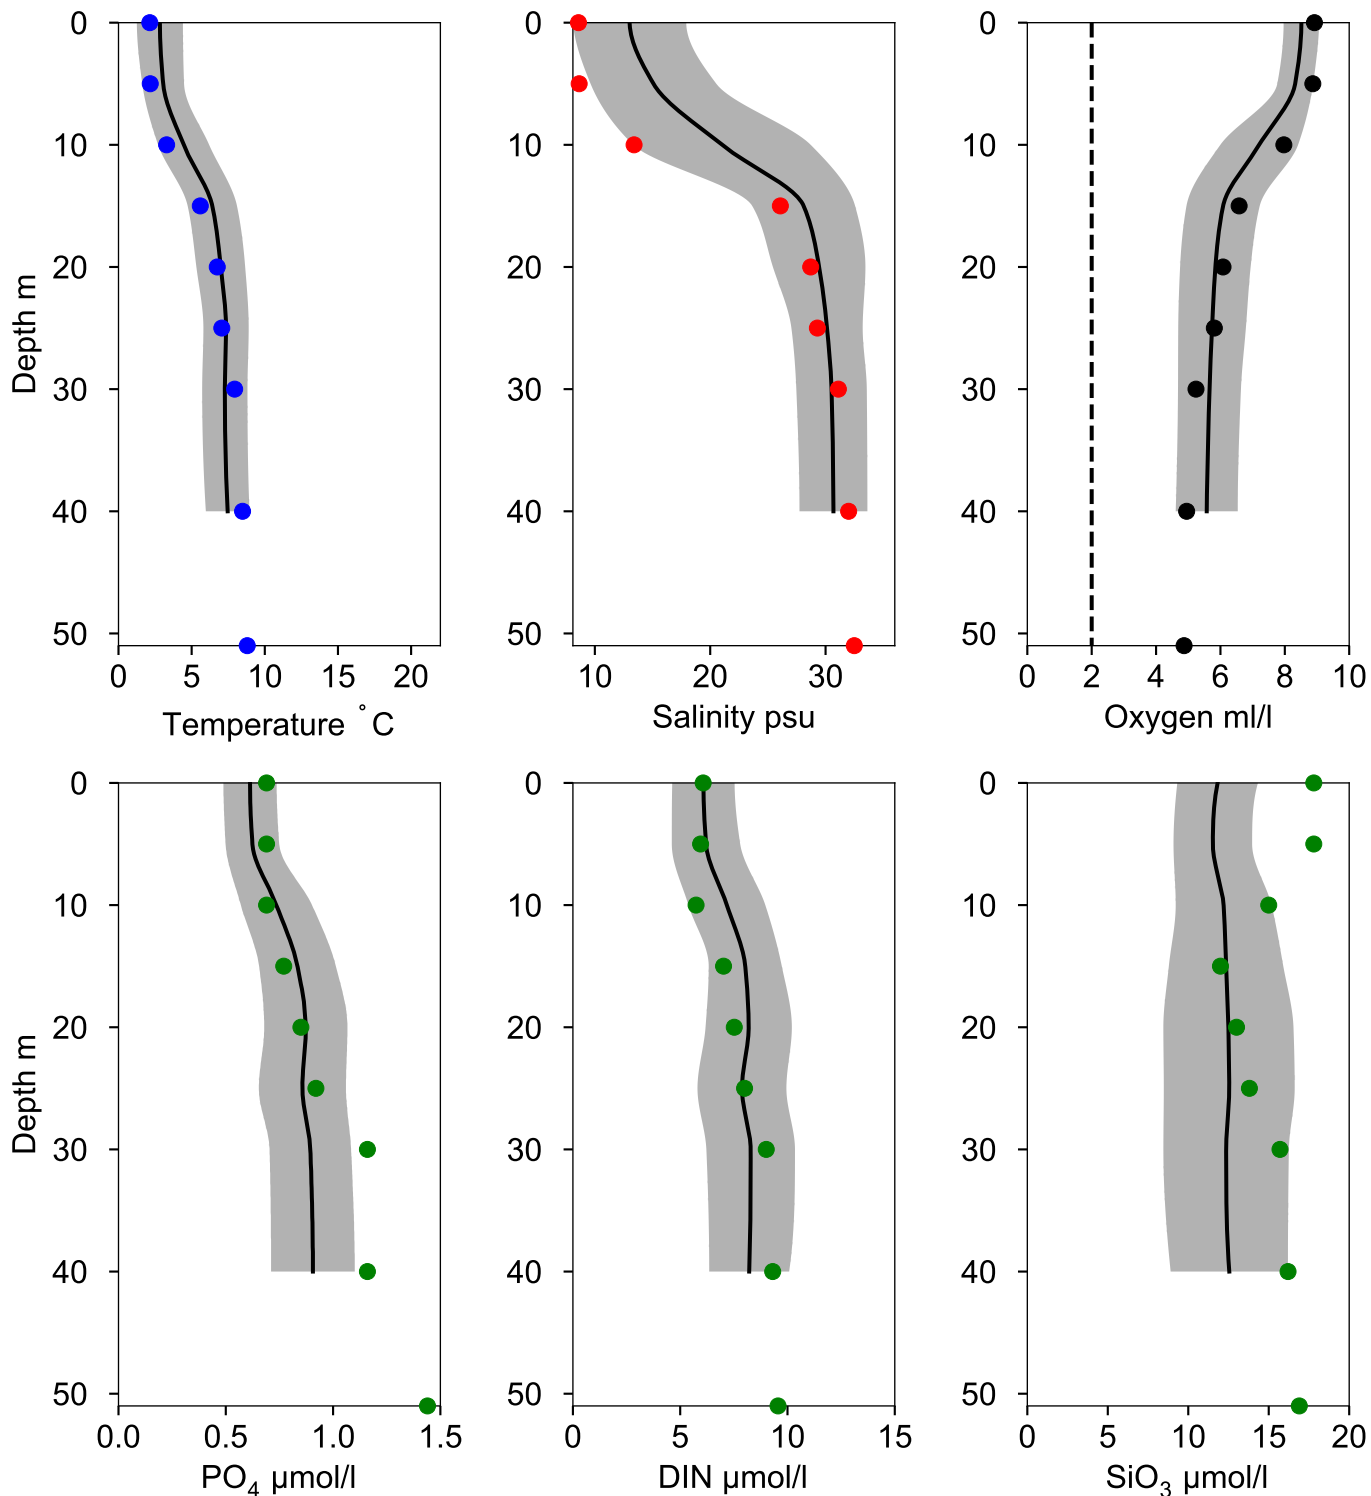 0
10
20
30
40
50
Depth m
0 5 10 15 20
Temperature °C
0
10
20
30
40
50
10 20 30
Salinity psu
0
10
20
30
40
50
0 2 4 6 8 10
Oxygen ml/l
0
10
20
30
40
50
Depth m
0.0 0.5 1.0 1.5
PO₄ µmol/l
0
10
20
30
40
50
0 5 10 15
DIN µmol/l
0
10
20
30
40
50
0 5 10 15 20
SiO₃ µmol/l